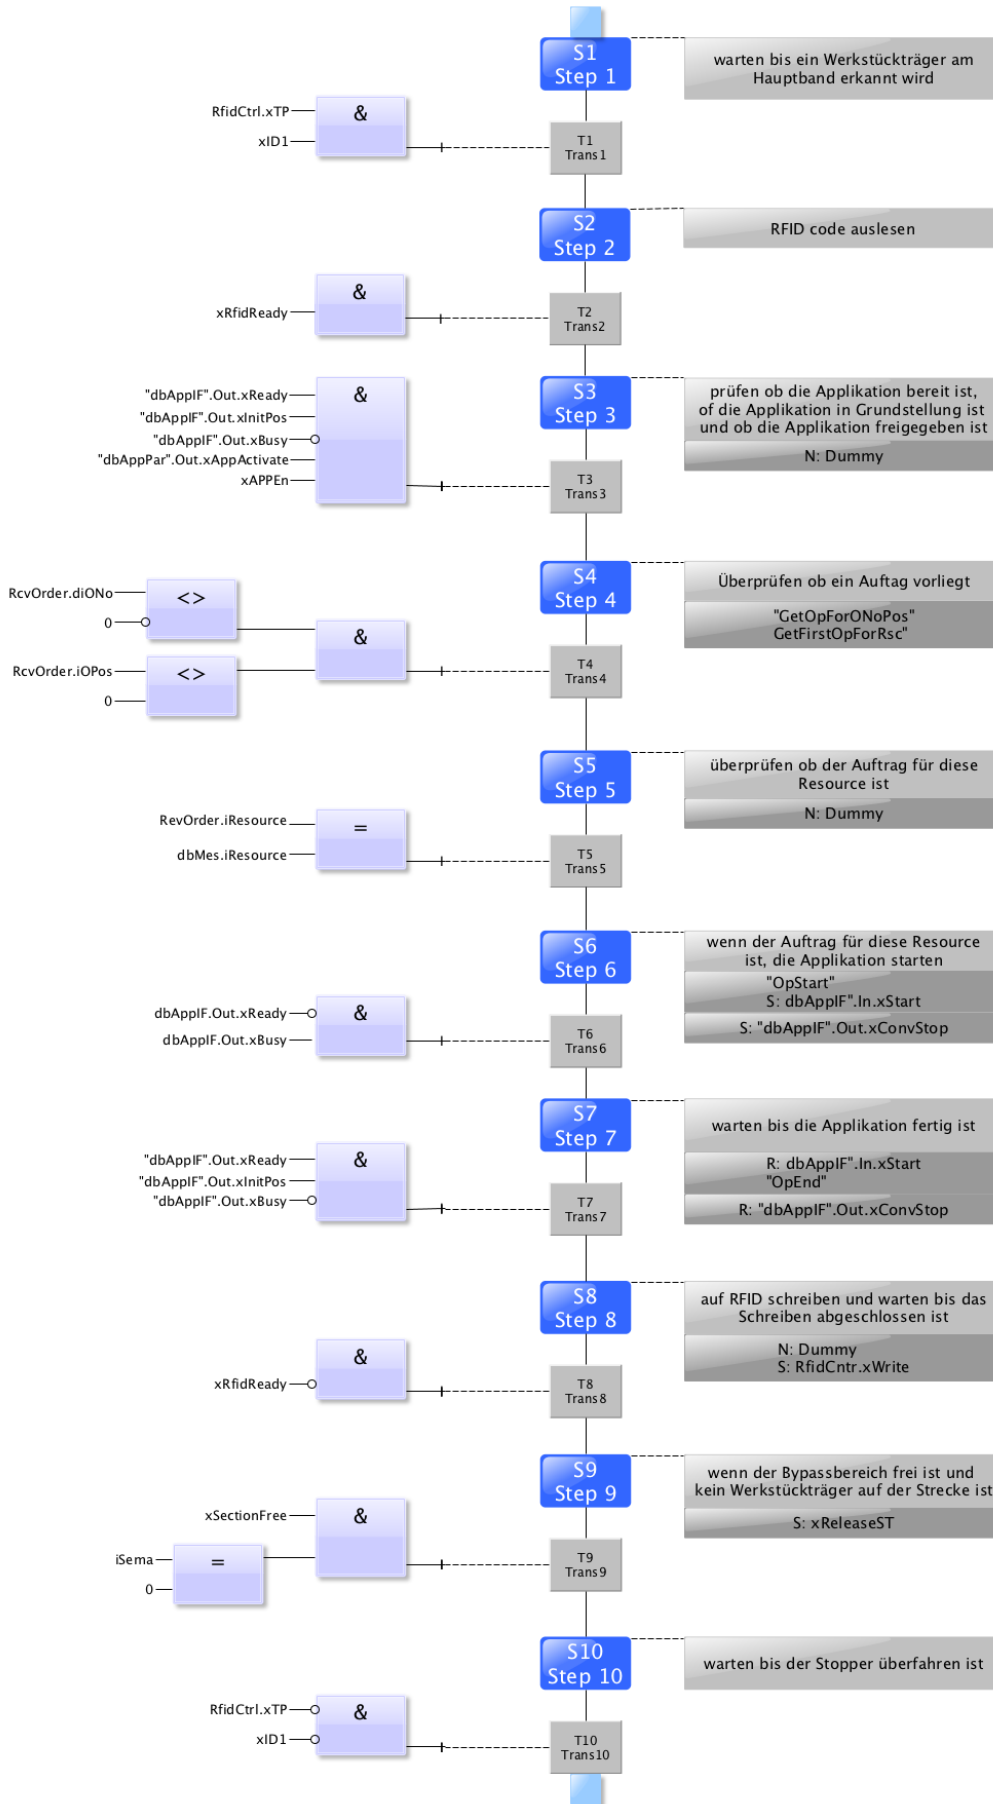 S1
Step 1
warten bis ein Werkstückträger am
Hauptband erkannt wird
RfidCtrl.xTP
xID1
&
T1
Trans1
S2
Step 2
RFID code auslesen
xRfidReady
&
T2
Trans2
S3
Step 3
prüfen ob die Applikation bereit ist,
of die Applikation in Grundstellung ist
und ob die Applikation freigegeben ist
N: Dummy
"dbAppIF".Out.xReady
"dbAppIF".Out.xInitPos
"dbAppIF".Out.xBusy
"dbAppPar".Out.xAppActivate
xAPPEn
&
T3
Trans3
S4
Step 4
Überprüfen ob ein Auftag vorliegt
"GetOpForONoPos"
GetFirstOpForRsc"
RcvOrder.diONo
0
<>
RcvOrder.iOPos
0
<>
&
T4
Trans4
S5
Step 5
überprüfen ob der Auftrag für diese
Resource ist
N: Dummy
RevOrder.iResource
dbMes.iResource
=
T5
Trans5
S6
Step 6
wenn der Auftrag für diese Resource
ist, die Applikation starten
"OpStart"
S: dbAppIF".In.xStart
S: "dbAppIF".Out.xConvStop
dbAppIF.Out.xReady
dbAppIF.Out.xBusy
&
T6
Trans6
S7
Step 7
warten bis die Applikation fertig ist
R: dbAppIF".In.xStart
"OpEnd"
R: "dbAppIF".Out.xConvStop
"dbAppIF".Out.xReady
"dbAppIF".Out.xInitPos
"dbAppIF".Out.xBusy
&
T7
Trans7
S8
Step 8
auf RFID schreiben und warten bis das
Schreiben abgeschlossen ist
N: Dummy
S: RfidCntr.xWrite
xRfidReady
&
T8
Trans8
S9
Step 9
wenn der Bypassbereich frei ist und
kein Werkstückträger auf der Strecke ist
S: xReleaseST
xSectionFree
iSema
0
=
&
T9
Trans9
S10
Step 10
warten bis der Stopper überfahren ist
RfidCtrl.xTP
xID1
&
T10
Trans10